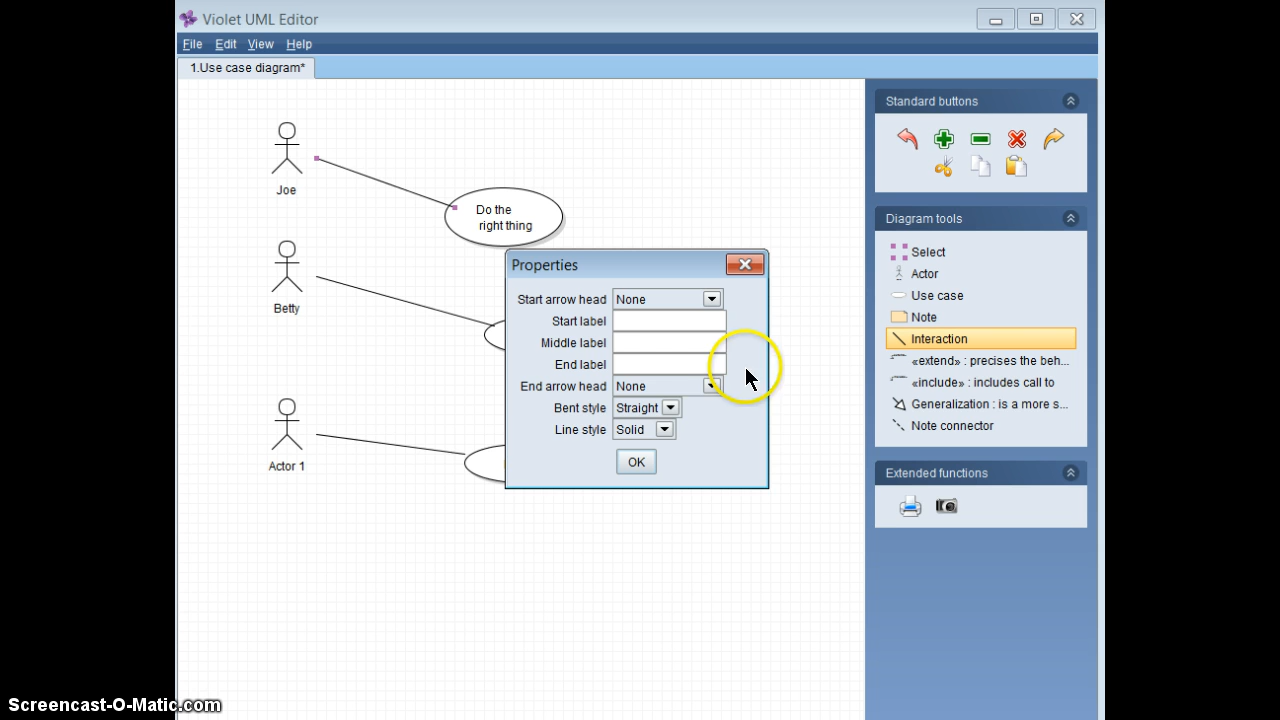 Violet UML Editor
File Edit View Help
1.Use case diagram*
Joe
Do the
right thing
Betty
Actor 1
Properties
Start arrow head None
Start label
Middle label
End label
End arrow head None
Bent style Straight
Line style Solid
OK
Standard buttons
Diagram tools
Select
Actor
Use case
Note
Interaction
«extend» : precises the beh...
«include» : includes call to
Generalization : is a more s...
Note connector
Extended functions
Screencast-O-Matic.com